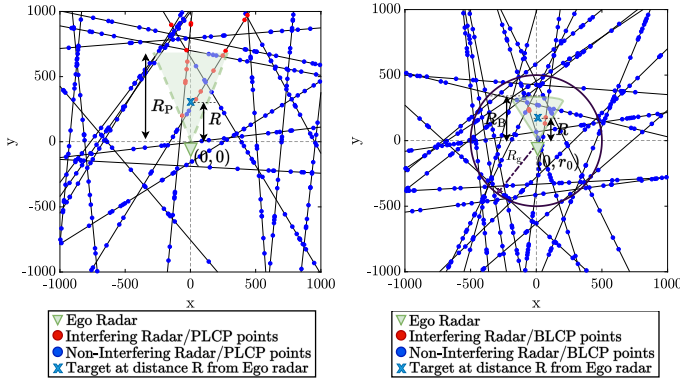 1000
500
0
-500
-1000
-1000
-500
0
500
1000
y
x
R_P
R
(0, 0)
Ego Radar
Interfering Radar/PLCP points
Non-Interfering Radar/PLCP points
Target at distance R from Ego radar
1000
500
0
-500
-1000
-1000
-500
0
500
1000
y
x
R_B
R
(0, r_0)
Ego Radar
Interfering Radar/BLCP points
Non-Interfering Radar/BLCP points
Target at distance R from Ego radar